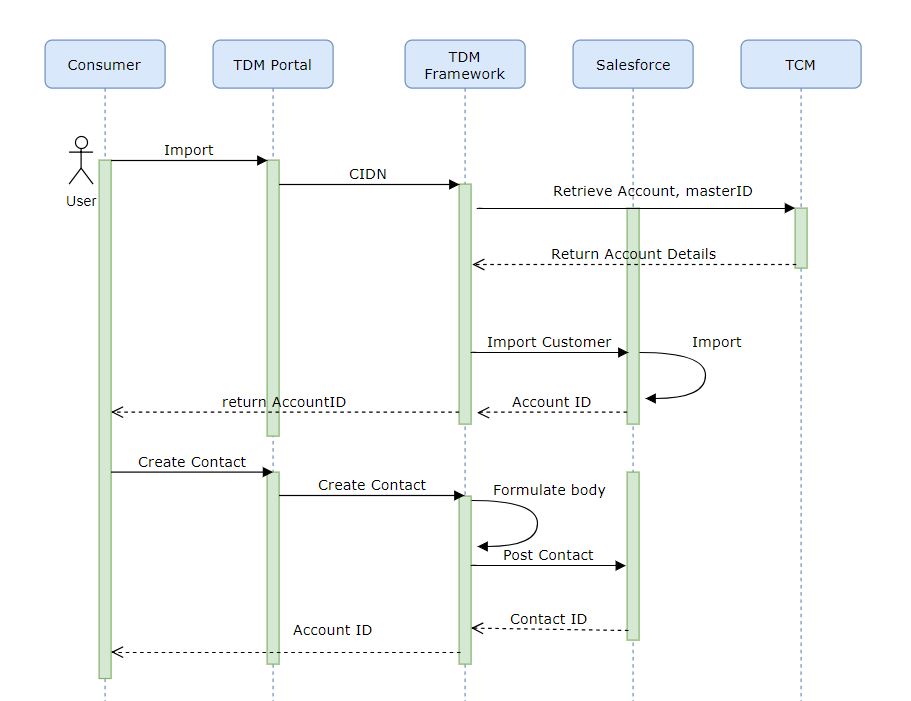 Consumer
TDM Portal
TDM
Framework
Salesforce
TCM
User
Import
CIDN
Retrieve Account, masterID
Return Account Details
Import Customer
Import
return AccountID
Account ID
Create Contact
Create Contact
Formulate body
Post Contact
Contact ID
Account ID